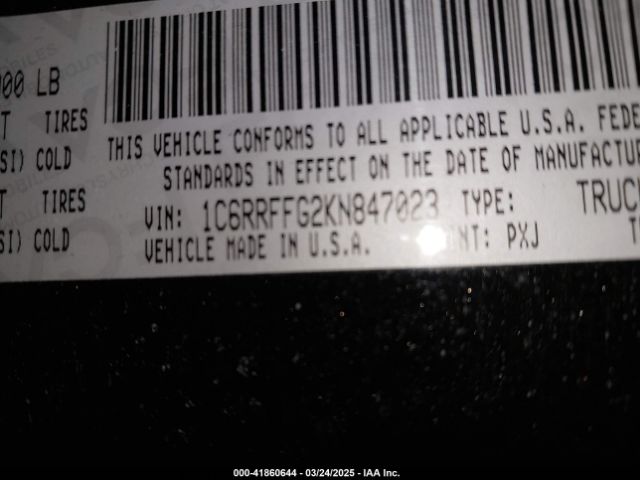 00 LB
T TIRES
SI) COLD
T TIRES
SI) COLD
THIS VEHICLE CONFORMS TO ALL APPLICABLE U.S.A. FEDE
STANDARDS IN EFFECT ON THE DATE OF MANUFACTU
VIN: 1C6RRFFG2KN847023 TYPE: TRUC
VEHICLE MADE IN U.S.A. NT: PXJ T
000-41860644 - 03/24/2025 - IAA Inc.